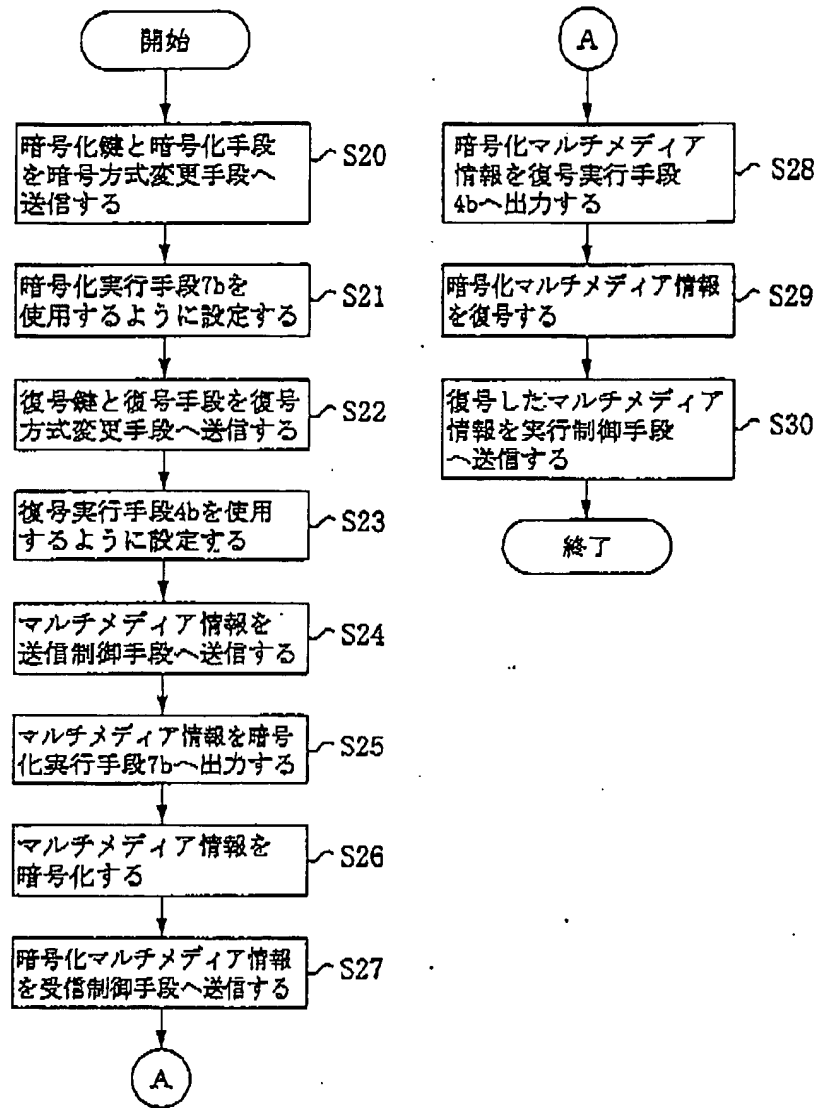 開始
暗号化鍵と暗号化手段
を暗号方式変更手段へ
送信する
S20
暗号化実行手段7bを
使用するように設定する
S21
復号鍵と復号手段を復号
方式変更手段へ送信する
S22
復号実行手段4bを使用
するように設定する
S23
マルチメディア情報を
送信制御手段へ送信する
S24
マルチメディア情報を暗号
化実行手段7bへ出力する
S25
マルチメディア情報を
暗号化する
S26
暗号化マルチメディア情報
を受信制御手段へ送信する
S27
A
A
暗号化マルチメディア
情報を復号実行手段
4bへ出力する
S28
暗号化マルチメディア情報
を復号する
S29
復号したマルチメディア
情報を実行制御手段
へ送信する
S30
終了